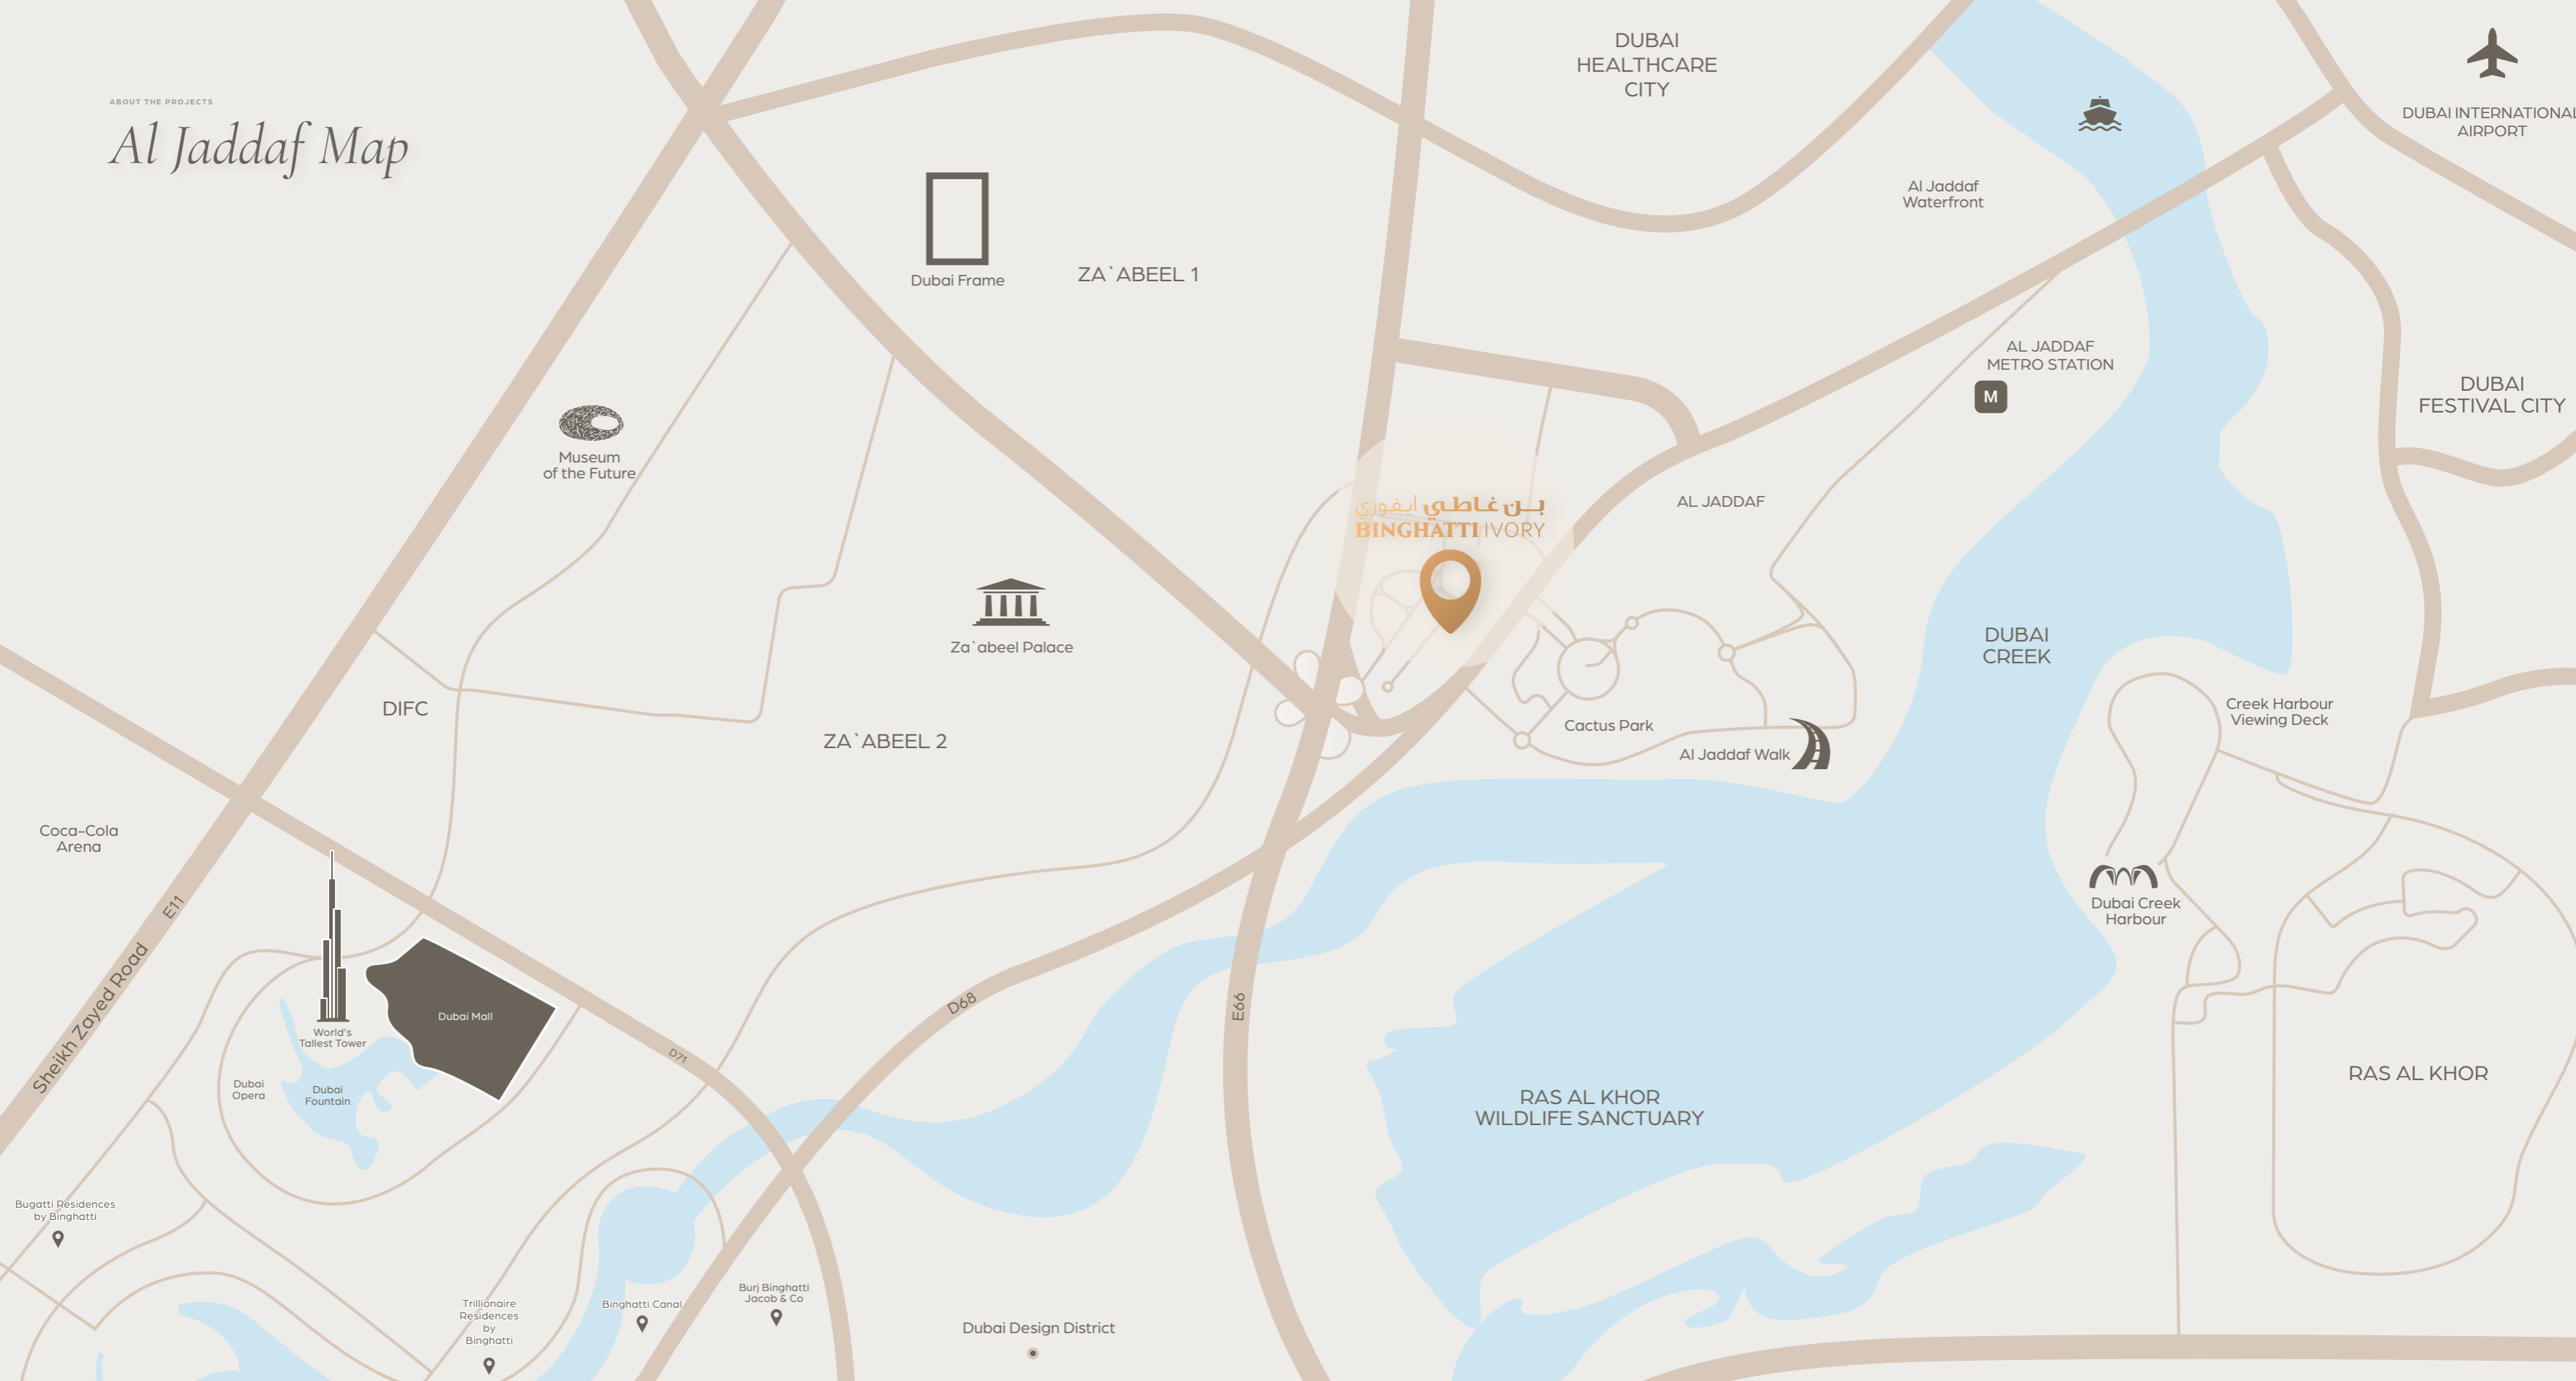 ABOUT THE PROJECTS
Al Jaddaf Map
DUBAI
HEALTHCARE
CITY
DUBAI INTERNATIONAL
AIRPORT
Al Jaddaf
Waterfront
Dubai Frame
ZA`ABEEL 1
AL JADDAF
METRO STATION
M
DUBAI
FESTIVAL CITY
Museum
of the Future
AL JADDAF
بن غاطي ايفوري
BINGHATTI IVORY
Za`abeel Palace
DUBAI
CREEK
DIFC
ZA`ABEEL 2
Cactus Park
Al Jaddaf Walk
Creek Harbour
Viewing Deck
Coca-Cola
Arena
E11
Sheikh Zayed Road
Dubai Creek
Harbour
World's
Tallest Tower
Dubai Mall
D68
E66
D71
Dubai
Opera
Dubai
Fountain
RAS AL KHOR
WILDLIFE SANCTUARY
RAS AL KHOR
Bugatti Residences
by Binghatti
Trillionaire
Residences
by
Binghatti
Binghatti Canal
Burj Binghatti
Jacob & Co
Dubai Design District